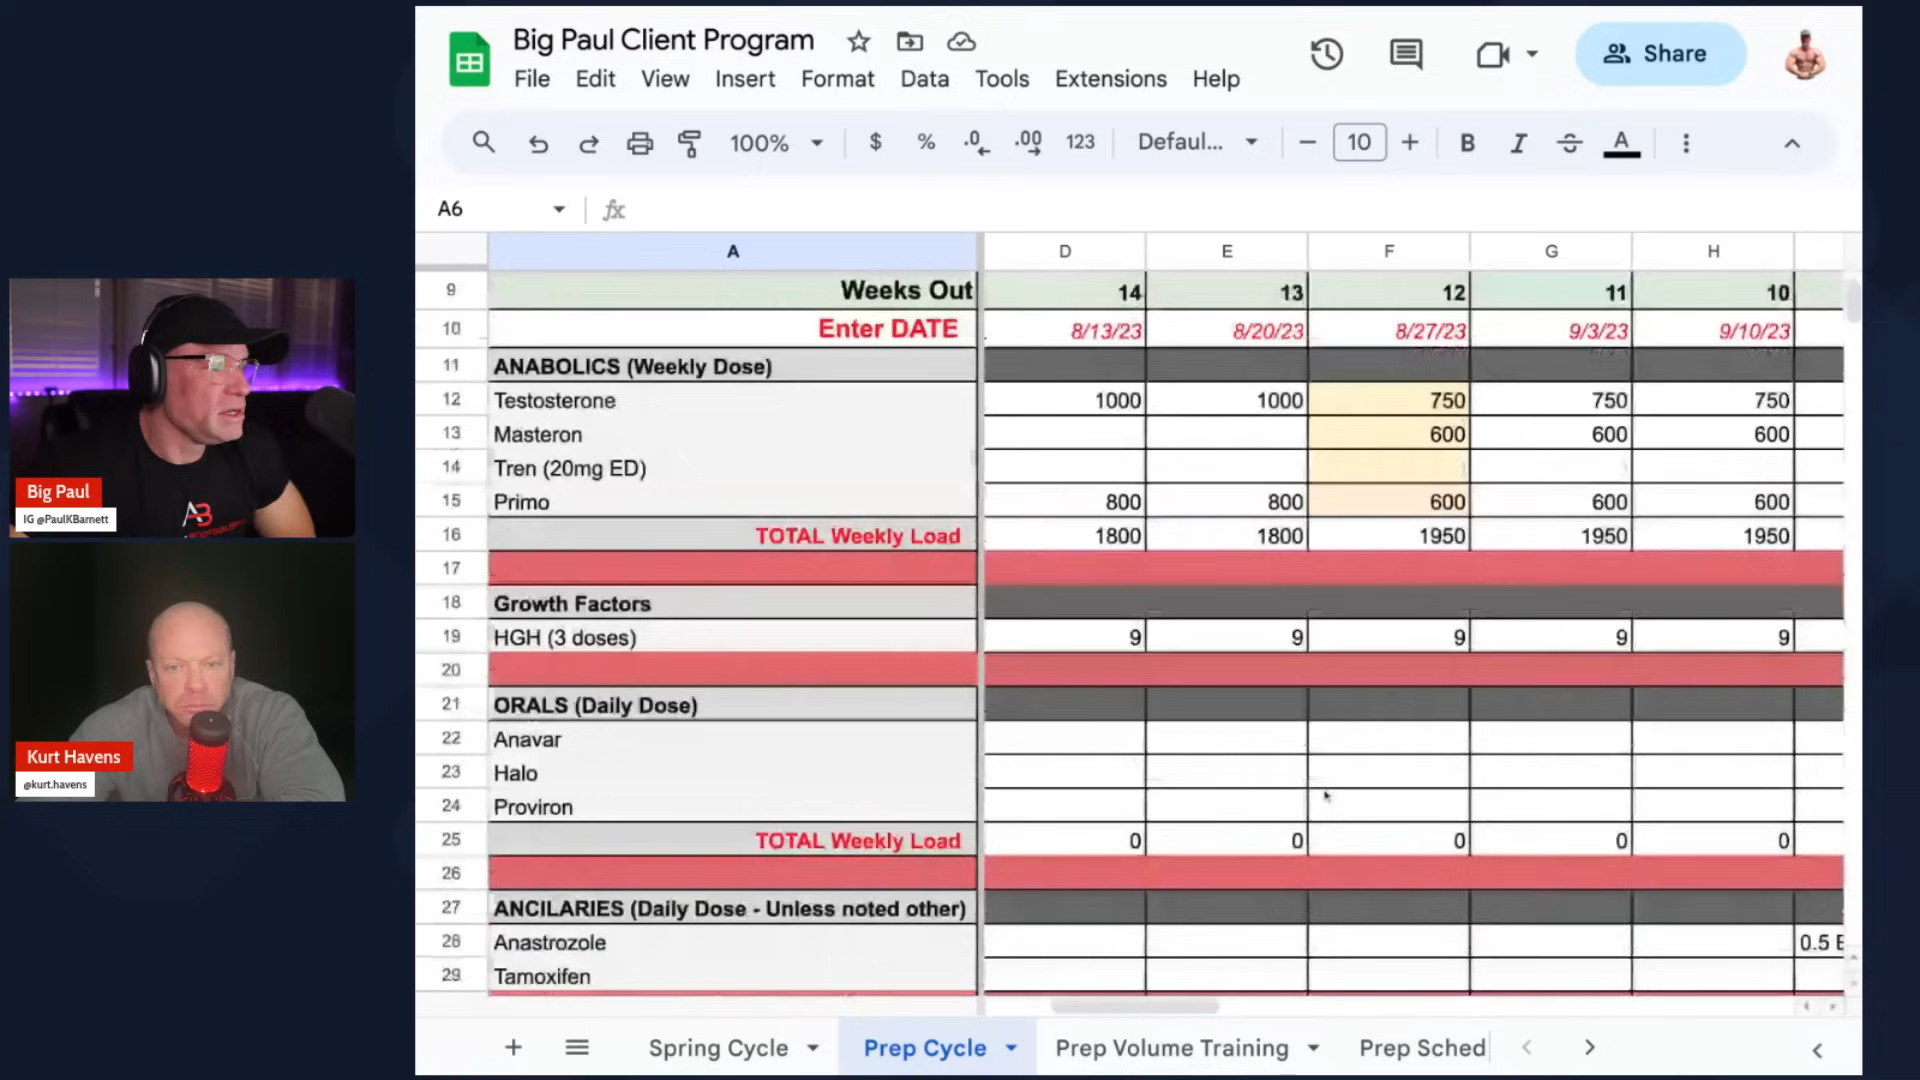 Big Paul Client Program
Share
File Edit View Insert Format Data Tools Extensions Help
100% $ % .0 .00 123 Defaul... 10 B I A
A6 fx
A D E F G H
9 Weeks Out 14 13 12 11 10
10 Enter DATE 8/13/23 8/20/23 8/27/23 9/3/23 9/10/23
11 ANABOLICS (Weekly Dose)
12 Testosterone 1000 1000 750 750 750
13 Masteron 600 600 600
14 Tren (20mg ED)
15 Primo 800 800 600 600 600
16 TOTAL Weekly Load 1800 1800 1950 1950 1950
17
18 Growth Factors
19 HGH (3 doses) 9 9 9 9 9
20
21 ORALS (Daily Dose)
22 Anavar
23 Halo
24 Proviron
25 TOTAL Weekly Load 0 0 0 0 0
26
27 ANCILARIES (Daily Dose - Unless noted other)
28 Anastrozole 0.5 E
29 Tamoxifen
Spring Cycle Prep Cycle Prep Volume Training Prep Sched
AB
Big Paul
IG @PaulKBarnett
Kurt Havens
@kurt.havens